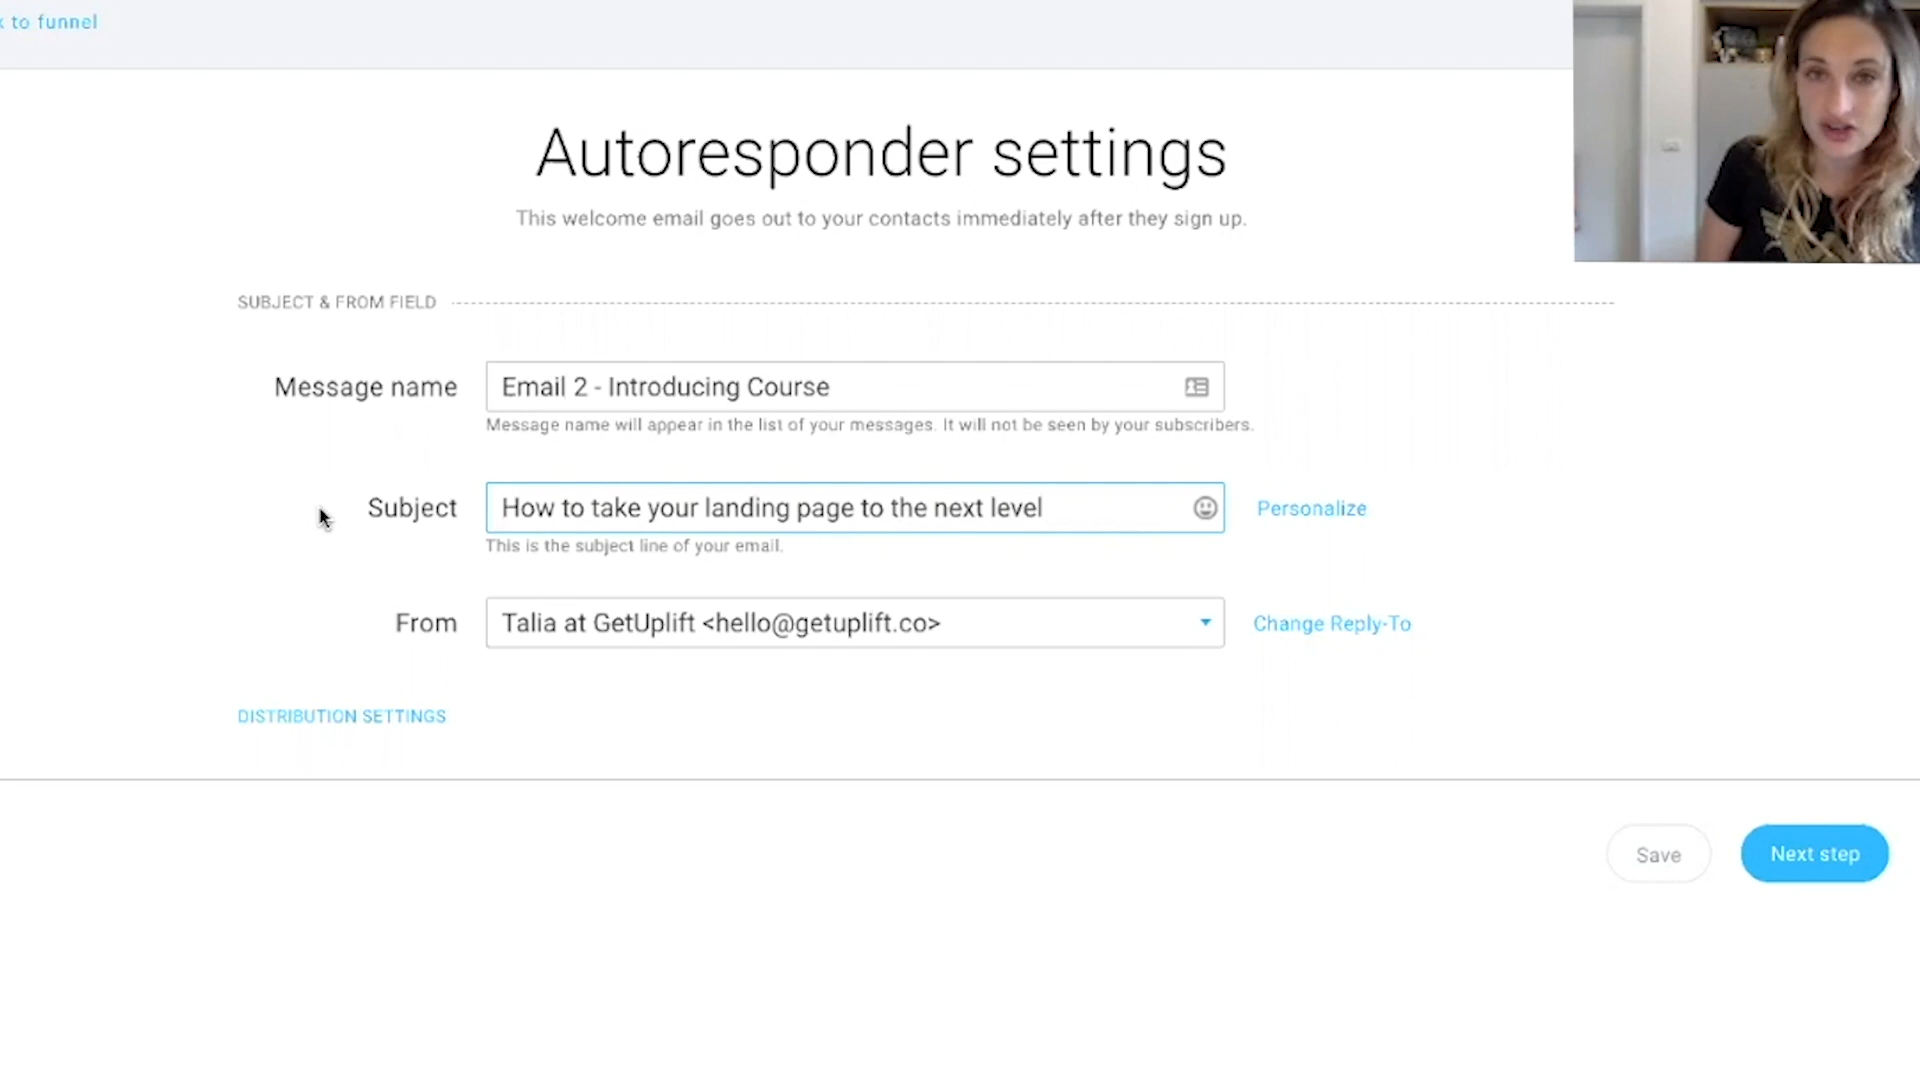 to funnel
Autoresponder settings
This welcome email goes out to your contacts immediately after they sign up.
SUBJECT & FROM FIELD
Message name
Email 2 - Introducing Course
Message name will appear in the list of your messages. It will not be seen by your subscribers.
Subject
How to take your landing page to the next level
Personalize
This is the subject line of your email.
From
Talia at GetUplift <hello@getuplift.co>
Change Reply-To
DISTRIBUTION SETTINGS
Save
Next step